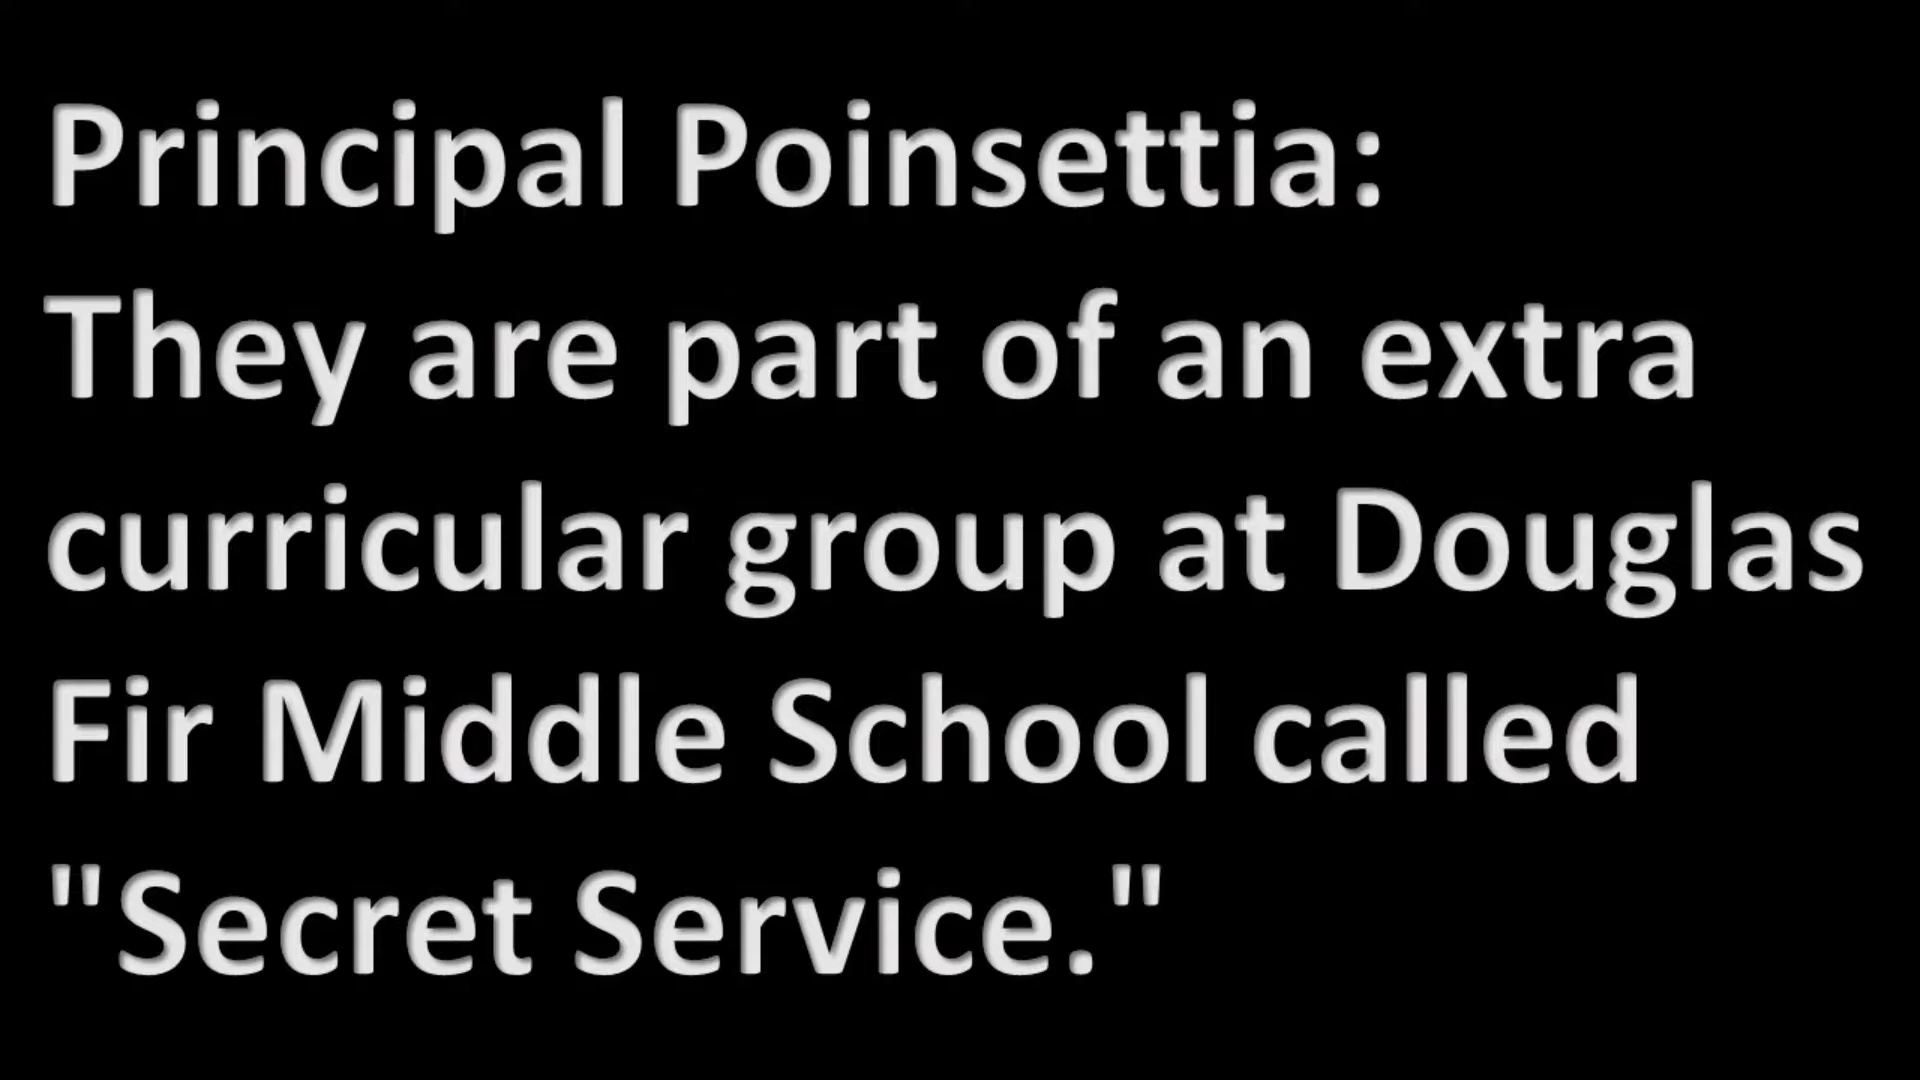 Principal Poinsettia:
They are part of an extra
curricular group at Douglas
Fir Middle School called
"Secret Service."